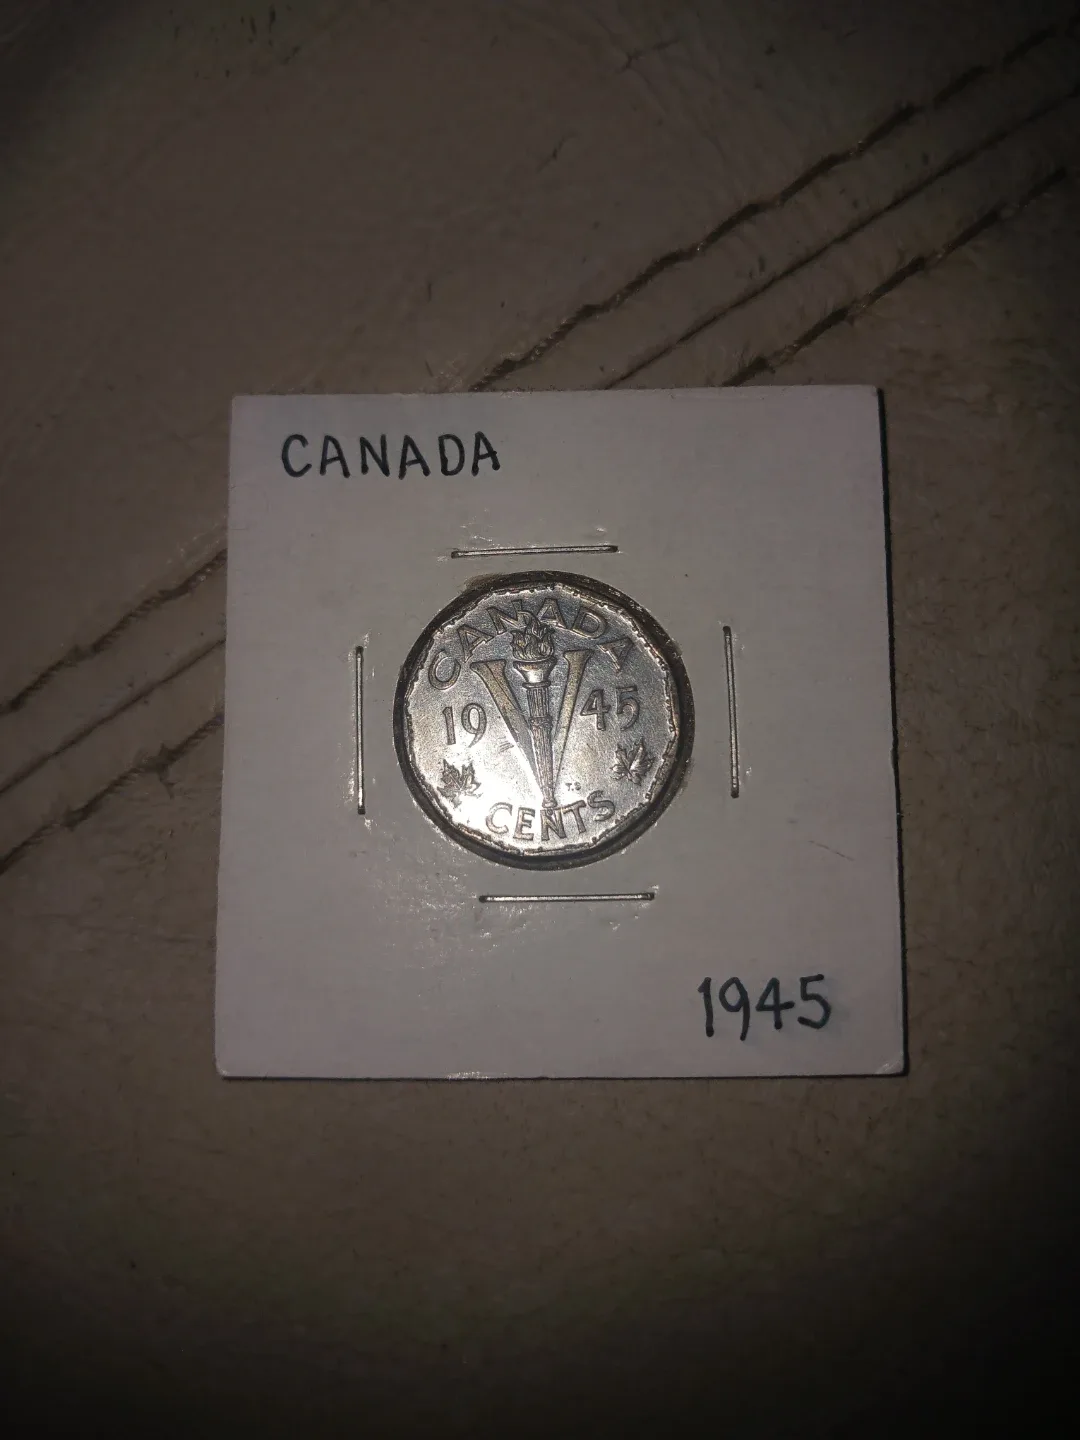 CANADA
CANADA
19 V 45
T.S
CENTS
1945